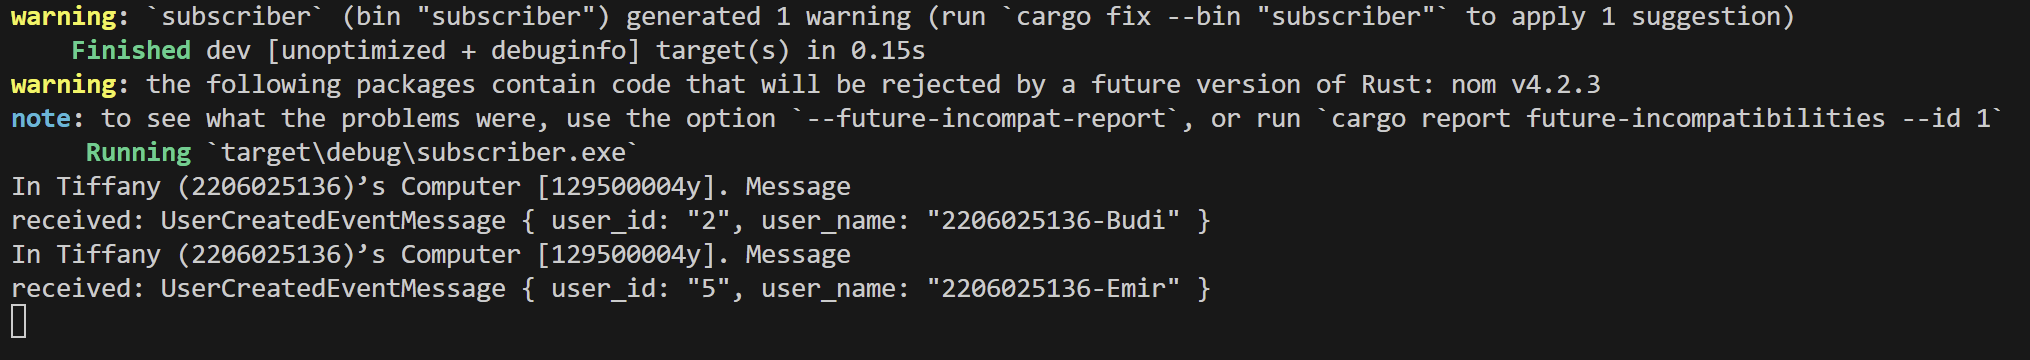 warning: `subscriber` (bin "subscriber") generated 1 warning (run `cargo fix --bin "subscriber"` to apply 1 suggestion)
    Finished dev [unoptimized + debuginfo] target(s) in 0.15s
warning: the following packages contain code that will be rejected by a future version of Rust: nom v4.2.3
note: to see what the problems were, use the option `--future-incompat-report`, or run `cargo report future-incompatibilities --id 1`
     Running `target\debug\subscriber.exe`
In Tiffany (2206025136)’s Computer [129500004y]. Message
received: UserCreatedEventMessage { user_id: "2", user_name: "2206025136-Budi" }
In Tiffany (2206025136)’s Computer [129500004y]. Message
received: UserCreatedEventMessage { user_id: "5", user_name: "2206025136-Emir" }